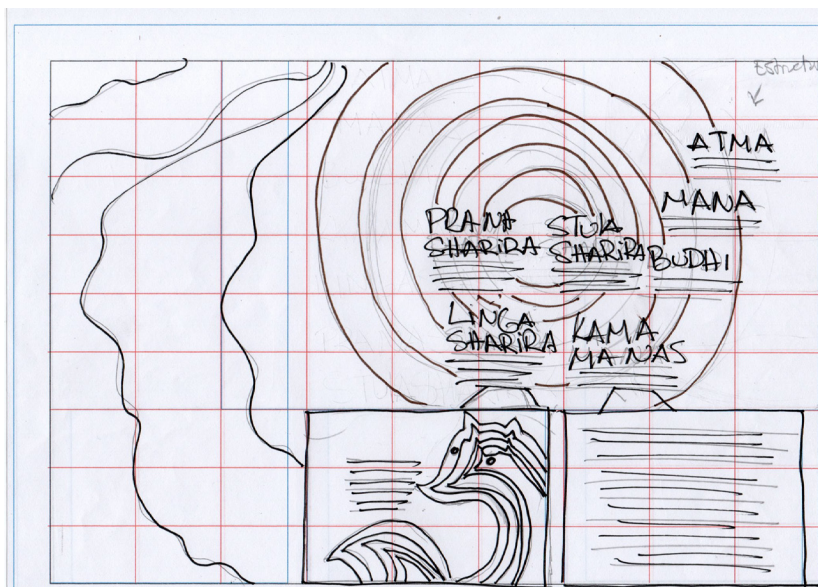 ATMA
MANA
PRANA
SHARIRA
STULA
SHARIRA
BUDHI
LINGA
SHARIRA
KAMA
MANAS